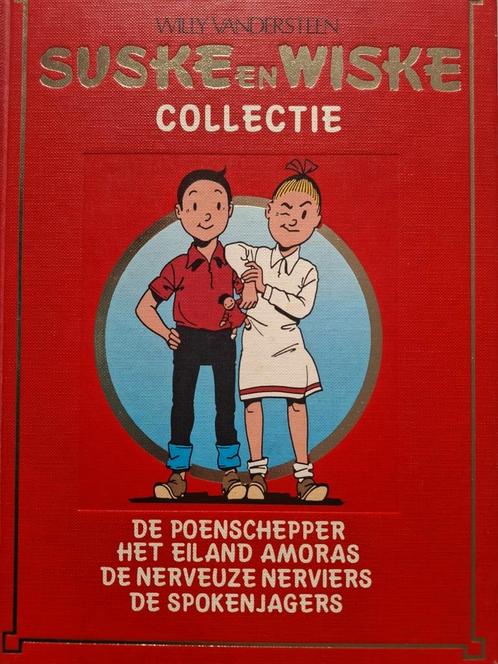 WILLY VANDERSTEEN
SUSKE EN WISKE
COLLECTIE
DE POENSCHEPPER
HET EILAND AMORAS
DE NERVEUZE NERVIERS
DE SPOKENJAGERS